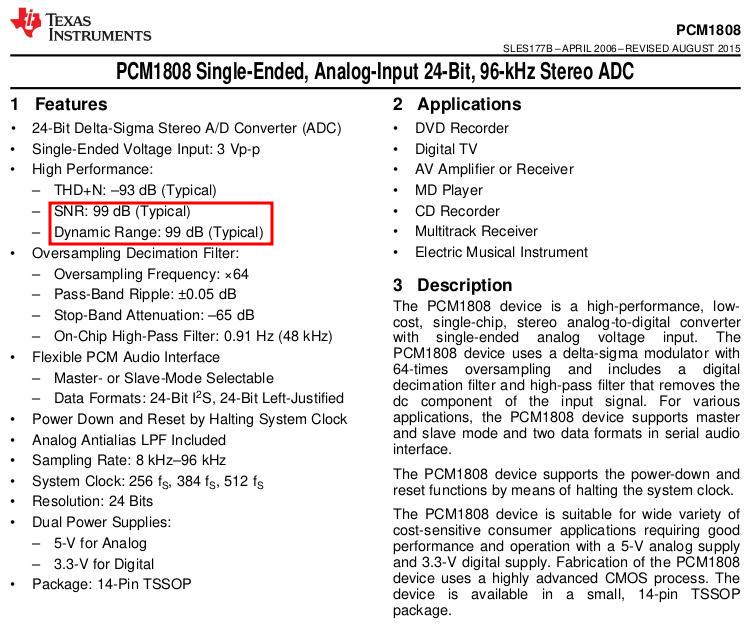 TEXAS
INSTRUMENTS
PCM1808
SLES177B – APRIL 2006 – REVISED AUGUST 2015
PCM1808 Single-Ended, Analog-Input 24-Bit, 96-kHz Stereo ADC
1 Features
• 24-Bit Delta-Sigma Stereo A/D Converter (ADC)
• Single-Ended Voltage Input: 3 Vp-p
• High Performance:
– THD+N: –93 dB (Typical)
– SNR: 99 dB (Typical)
– Dynamic Range: 99 dB (Typical)
• Oversampling Decimation Filter:
– Oversampling Frequency: ×64
– Pass-Band Ripple: ±0.05 dB
– Stop-Band Attenuation: –65 dB
– On-Chip High-Pass Filter: 0.91 Hz (48 kHz)
• Flexible PCM Audio Interface
– Master- or Slave-Mode Selectable
– Data Formats: 24-Bit I²S, 24-Bit Left-Justified
• Power Down and Reset by Halting System Clock
• Analog Antialias LPF Included
• Sampling Rate: 8 kHz–96 kHz
• System Clock: 256 fS, 384 fS, 512 fS
• Resolution: 24 Bits
• Dual Power Supplies:
– 5-V for Analog
– 3.3-V for Digital
• Package: 14-Pin TSSOP
2 Applications
• DVD Recorder
• Digital TV
• AV Amplifier or Receiver
• MD Player
• CD Recorder
• Multitrack Receiver
• Electric Musical Instrument
3 Description
The PCM1808 device is a high-performance, low-
cost, single-chip, stereo analog-to-digital converter
with single-ended analog voltage input. The
PCM1808 device uses a delta-sigma modulator with
64-times oversampling and includes a digital
decimation filter and high-pass filter that removes the
dc component of the input signal. For various
applications, the PCM1808 device supports master
and slave mode and two data formats in serial audio
interface.
The PCM1808 device supports the power-down and
reset functions by means of halting the system clock.
The PCM1808 device is suitable for wide variety of
cost-sensitive consumer applications requiring good
performance and operation with a 5-V analog supply
and 3.3-V digital supply. Fabrication of the PCM1808
device uses a highly advanced CMOS process. The
device is available in a small, 14-pin TSSOP
package.